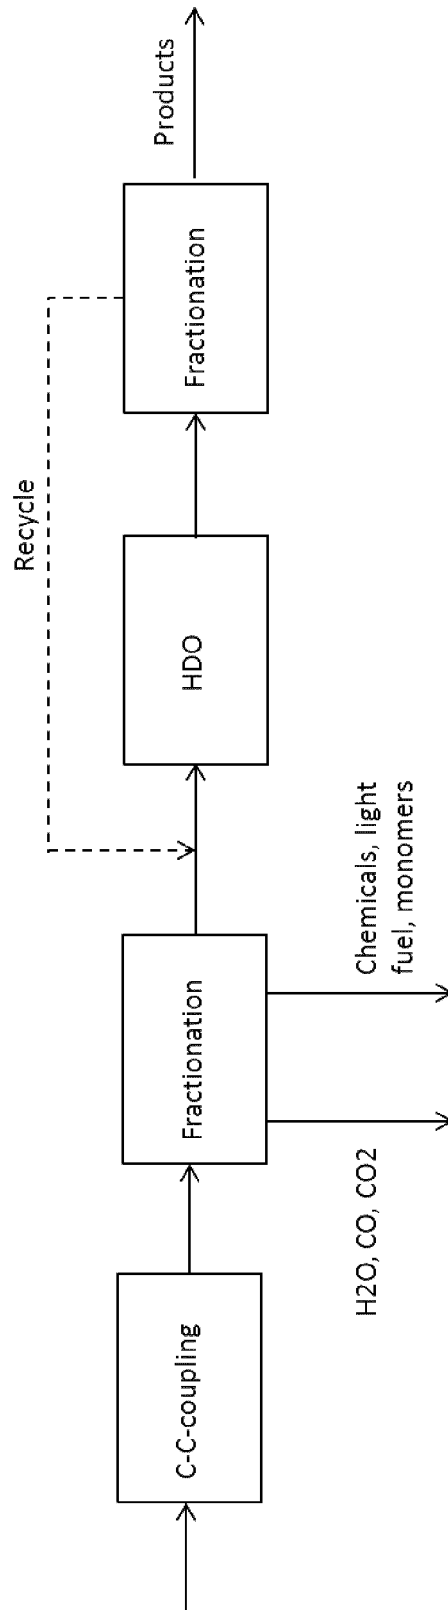 C-C-coupling
Fractionation
H2O, CO, CO2
Chemicals, light
fuel, monomers
HDO
Recycle
Fractionation
Products